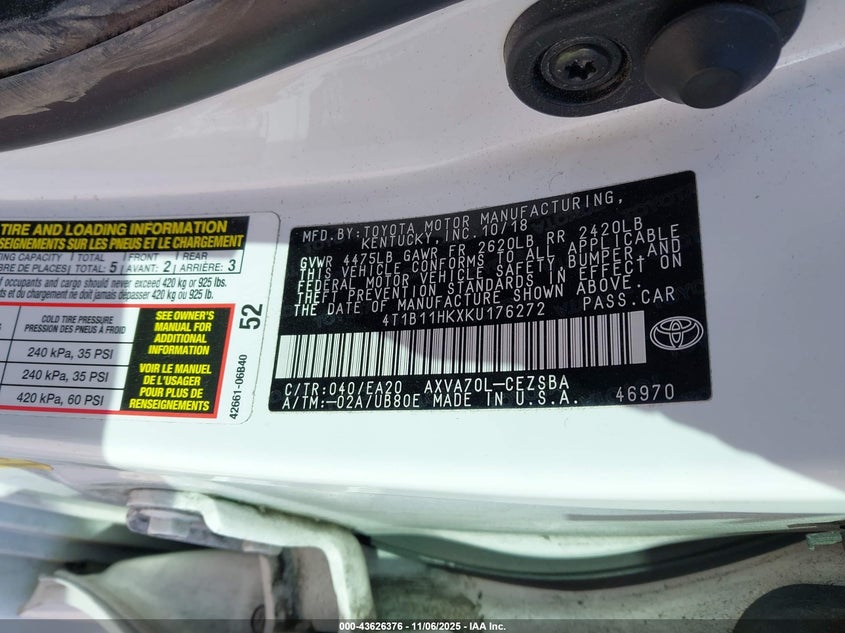 TIRE AND LOADING INFORMATION
SEIGNEMENTS SUR LES PNEUS ET LE CHARGEMENT
TING CAPACITY TOTAL FRONT REAR
BRE DE PLACES TOTAL: 5 AVANT: 2 ARRIÈRE: 3
of occupants and cargo should never exceed 420 kg or 925 lbs.
ts et du chargement ne doit jamais dépasser 420 kg ou 925 lb.
COLD TIRE PRESSURE
PRESSION DES PNEUS À FROID
240 kPa, 35 PSI
240 kPa, 35 PSI
420 kPa, 60 PSI
SEE OWNER'S
MANUAL FOR
ADDITIONAL
INFORMATION
VOIR LE MANUEL
DE L'USAGER
POUR PLUS DE
RENSEIGNEMENTS
52
42661-06B40
MFD. BY: TOYOTA MOTOR MANUFACTURING,
KENTUCKY, INC. 10/18
GVWR 4475LB GAWR FR 2620LB RR 2420LB
THIS VEHICLE CONFORMS TO ALL APPLICABLE
FEDERAL MOTOR VEHICLE SAFETY, BUMPER, AND
THEFT PREVENTION STANDARDS IN EFFECT ON
THE DATE OF MANUFACTURE SHOWN ABOVE.
4T1B11HKXKU176272 PASS.CAR
C/TR:040/EA20 AXVA70L-CEZSBA
A/TM:-02A/UB80E MADE IN U.S.A. 46970
000-43626376 - 11/06/2025 - IAA Holdings, LLC